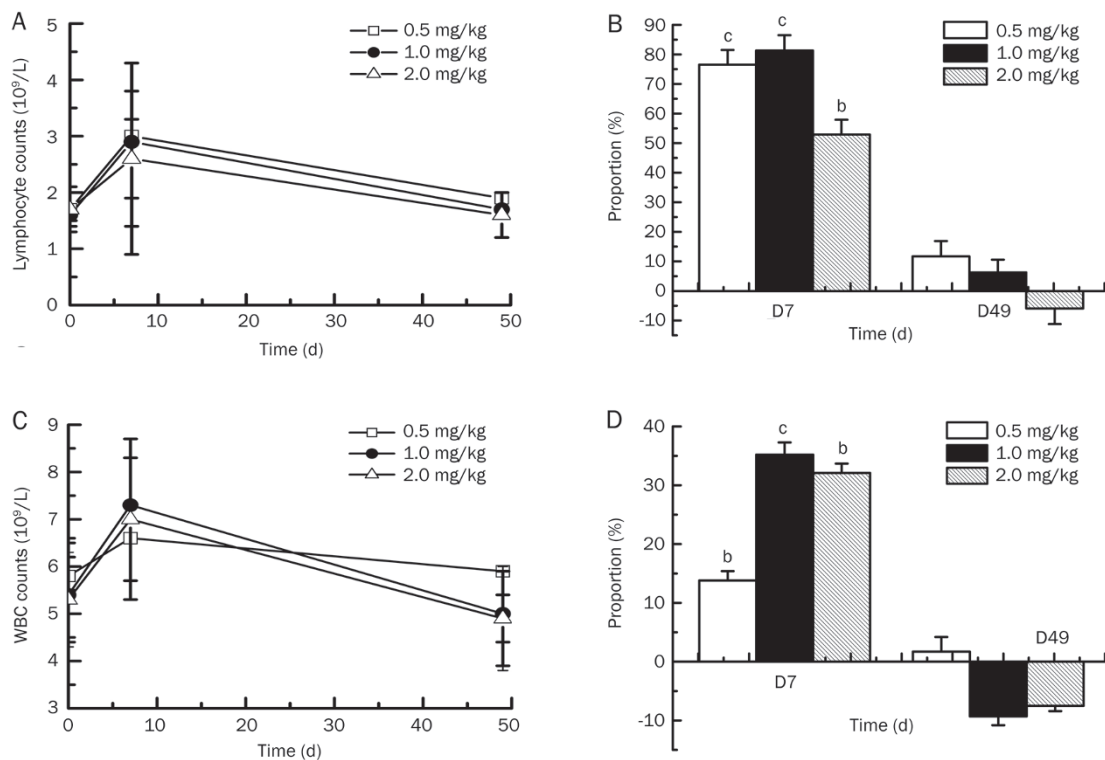 A
Lymphocyte counts (10⁹/L)
5
4
3
2
1
0
0 10 20 30 40 50
Time (d)
0.5 mg/kg
1.0 mg/kg
2.0 mg/kg
B
Proportion (%)
90
80
70
60
50
40
30
20
10
0
-10
c
c
b
D7
D49
Time (d)
0.5 mg/kg
1.0 mg/kg
2.0 mg/kg
C
WBC counts (10⁹/L)
9
8
7
6
5
4
3
0 10 20 30 40 50
Time (d)
0.5 mg/kg
1.0 mg/kg
2.0 mg/kg
D
Proportion (%)
40
30
20
10
0
-10
b
c
b
D7
D49
Time (d)
0.5 mg/kg
1.0 mg/kg
2.0 mg/kg